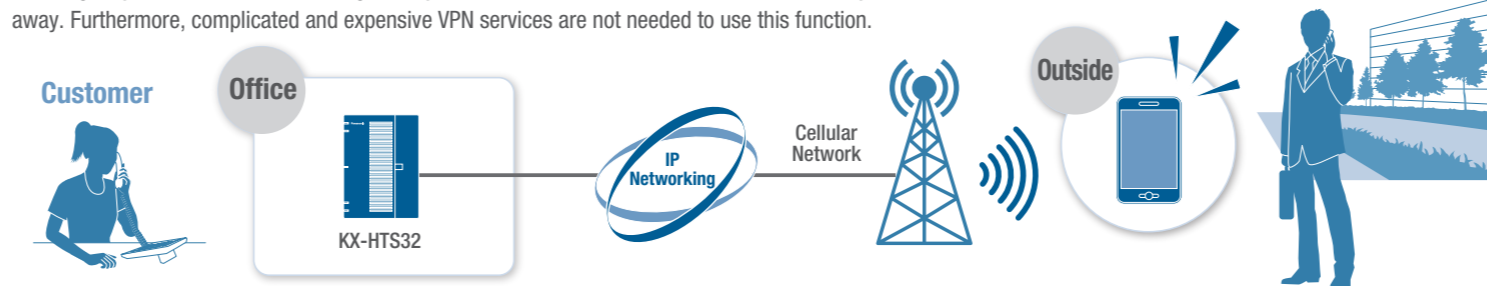 away. Furthermore, complicated and expensive VPN services are not needed to use this function.
Customer
Office
KX-HTS32
IP
Networking
Cellular
Network
Outside